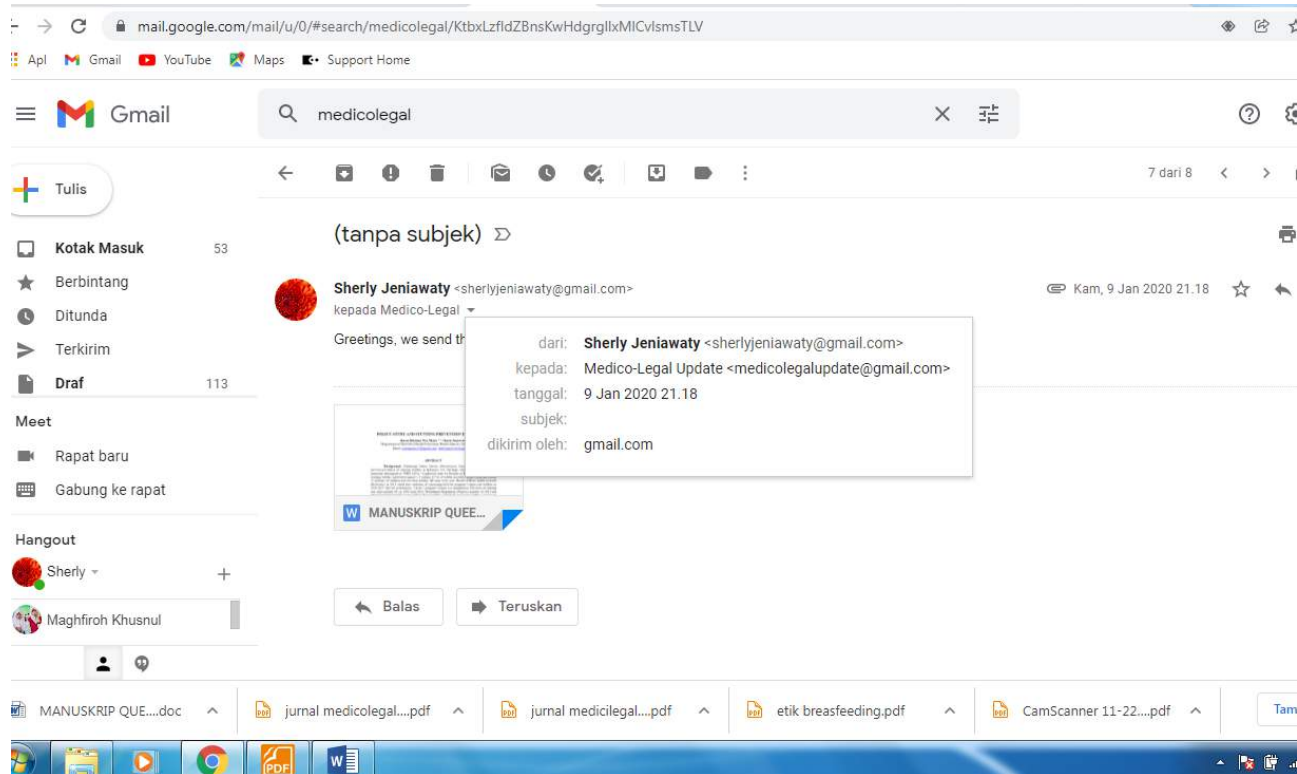 mail.google.com/mail/u/0/#search/medicolegal/KtbxLzfldZBnsKwHdgrgllxMlCvlsmsTLV
Apl Gmail YouTube Maps Support Home
Gmail
medicolegal
Tulis
7 dari 8
(tanpa subjek)
Kotak Masuk 53
Berbintang
Ditunda
Terkirim
Draf 113
Sherly Jeniawaty <sherlyjeniawaty@gmail.com>
Kam, 9 Jan 2020 21.18
kepada Medico-Legal
Greetings, we send th
dari: Sherly Jeniawaty <sherlyjeniawaty@gmail.com>
kepada: Medico-Legal Update <medicolegalupdate@gmail.com>
tanggal: 9 Jan 2020 21.18
subjek:
dikirim oleh: gmail.com
W MANUSKRIP QUEE...
Meet
Rapat baru
Gabung ke rapat
Hangout
Sherly
Maghfiroh Khusnul
Balas Teruskan
MANUSKRIP QUE....doc
jurnal medicolegal....pdf
jurnal medicilegal....pdf
etik breasfeeding.pdf
CamScanner 11-22....pdf
Tam